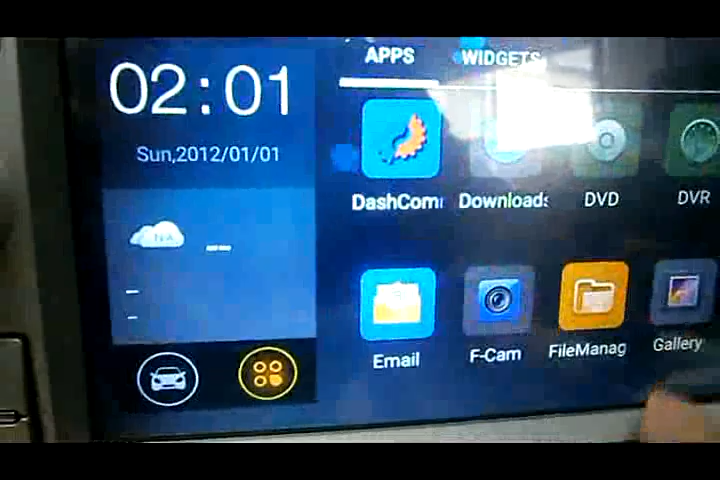 02:01
Sun,2012/01/01
N/A
APPS
WIDGETS
DashCom
Downloads
DVD
DVR
Email
F-Cam
FileManag
Gallery